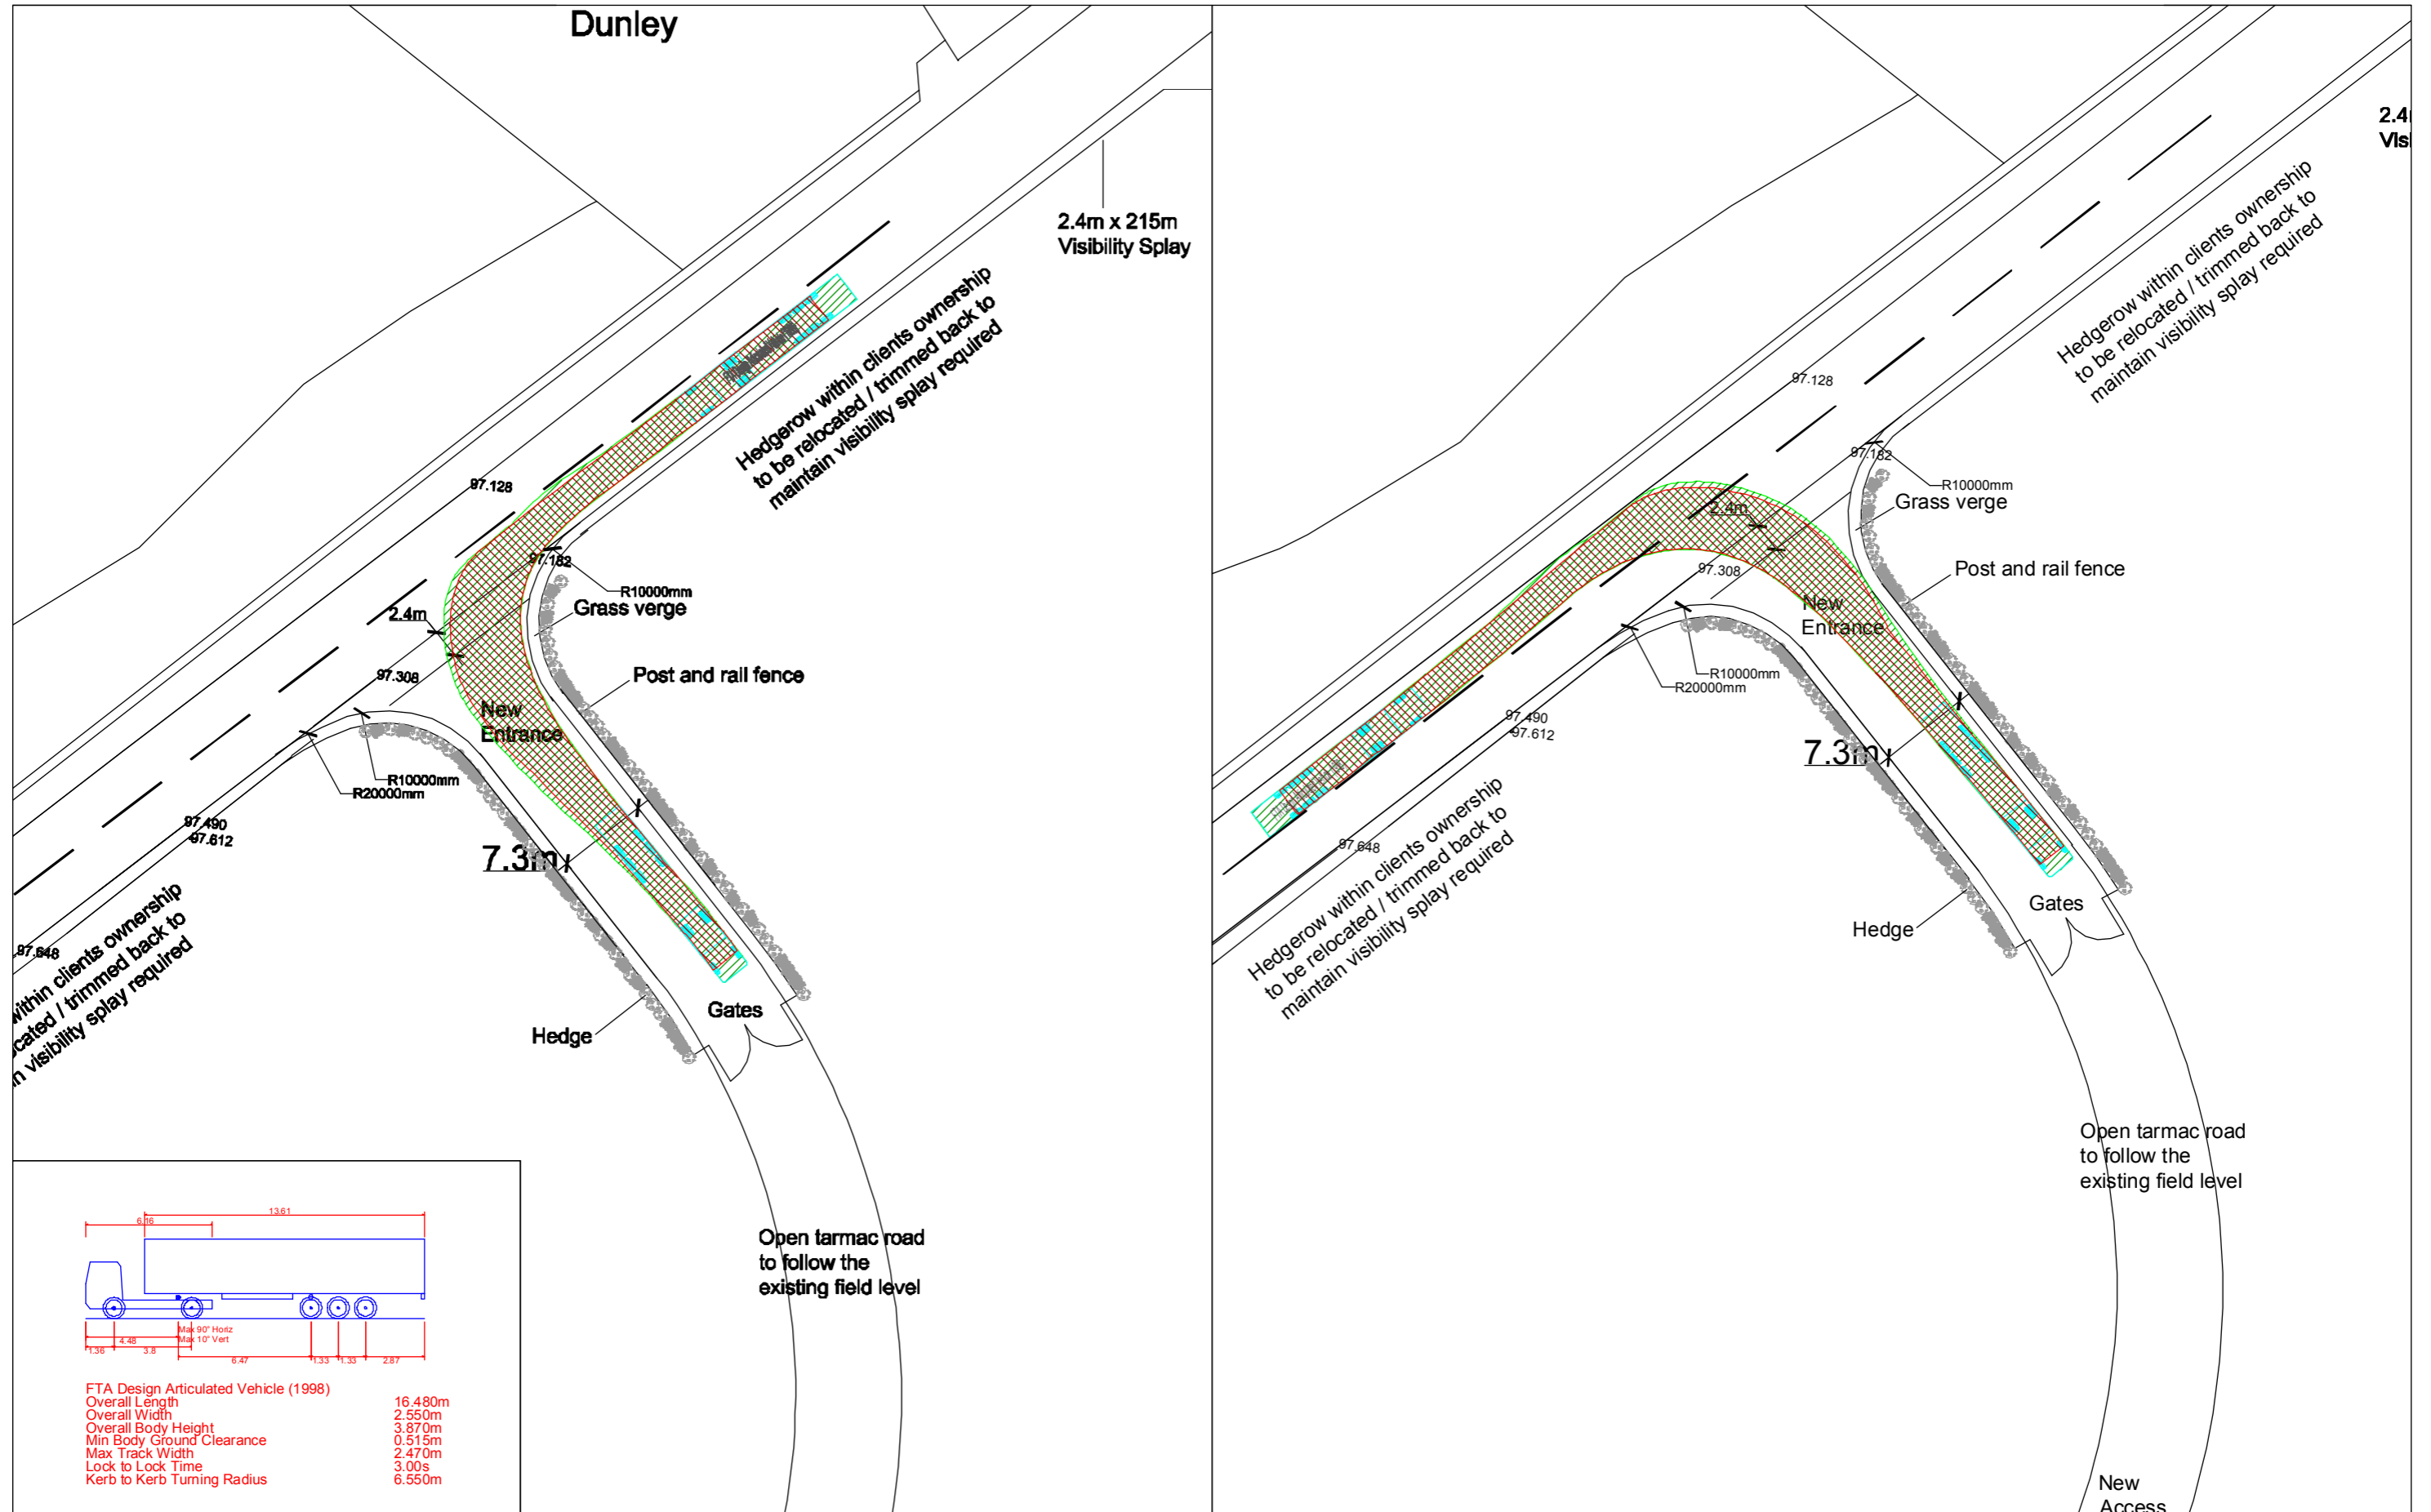 Dunley
2.4m x 215m
Visibility Splay
Hedgerow within clients ownership
to be relocated / trimmed back to
maintain visibility splay required
97.128
97.182
R10000mm
Grass verge
2.4m
Post and rail fence
97.308
New
Entrance
R10000mm
R20000mm
97.490
97.612
7.3m
97.648
within clients ownership
/ trimmed back to
visibility splay required
Gates
Hedge
Open tarmac road
to follow the
existing field level
13.61
6.16
Max 90° Horiz
Max 10° Vert
4.48
1.36
3.8
6.47
1.33
1.33
2.87
FTA Design Articulated Vehicle (1998)
Overall Length 16.480m
Overall Width 2.550m
Overall Body Height 3.870m
Min Body Ground Clearance 0.515m
Max Track Width 2.470m
Lock to Lock Time 3.00s
Kerb to Kerb Turning Radius 6.550m
Hedgerow within clients ownership
to be relocated / trimmed back to
maintain visibility splay required
97.128
97.182
R10000mm
Grass verge
2.4m
Post and rail fence
97.308
New
Entrance
R10000mm
R20000mm
97.490
97.612
7.3m
97.648
Hedgerow within clients ownership
to be relocated / trimmed back to
maintain visibility splay required
Gates
Hedge
Open tarmac road
to follow the
existing field level
New
Access